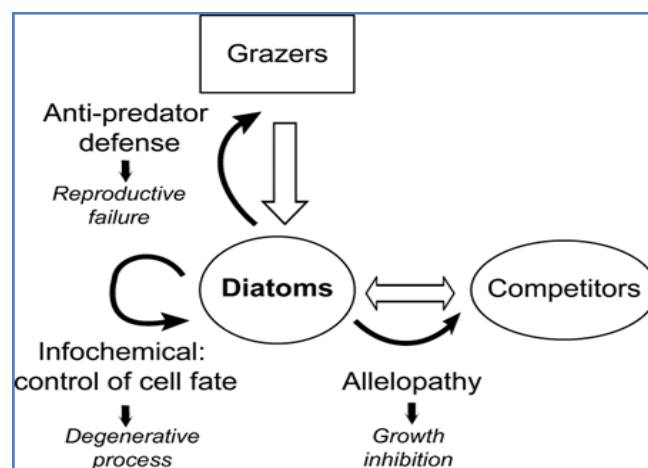 Grazers
Anti-predator
defense
Reproductive
failure
Diatoms
Competitors
Infochemical:
control of cell fate
Degenerative
process
Allelopathy
Growth
inhibition